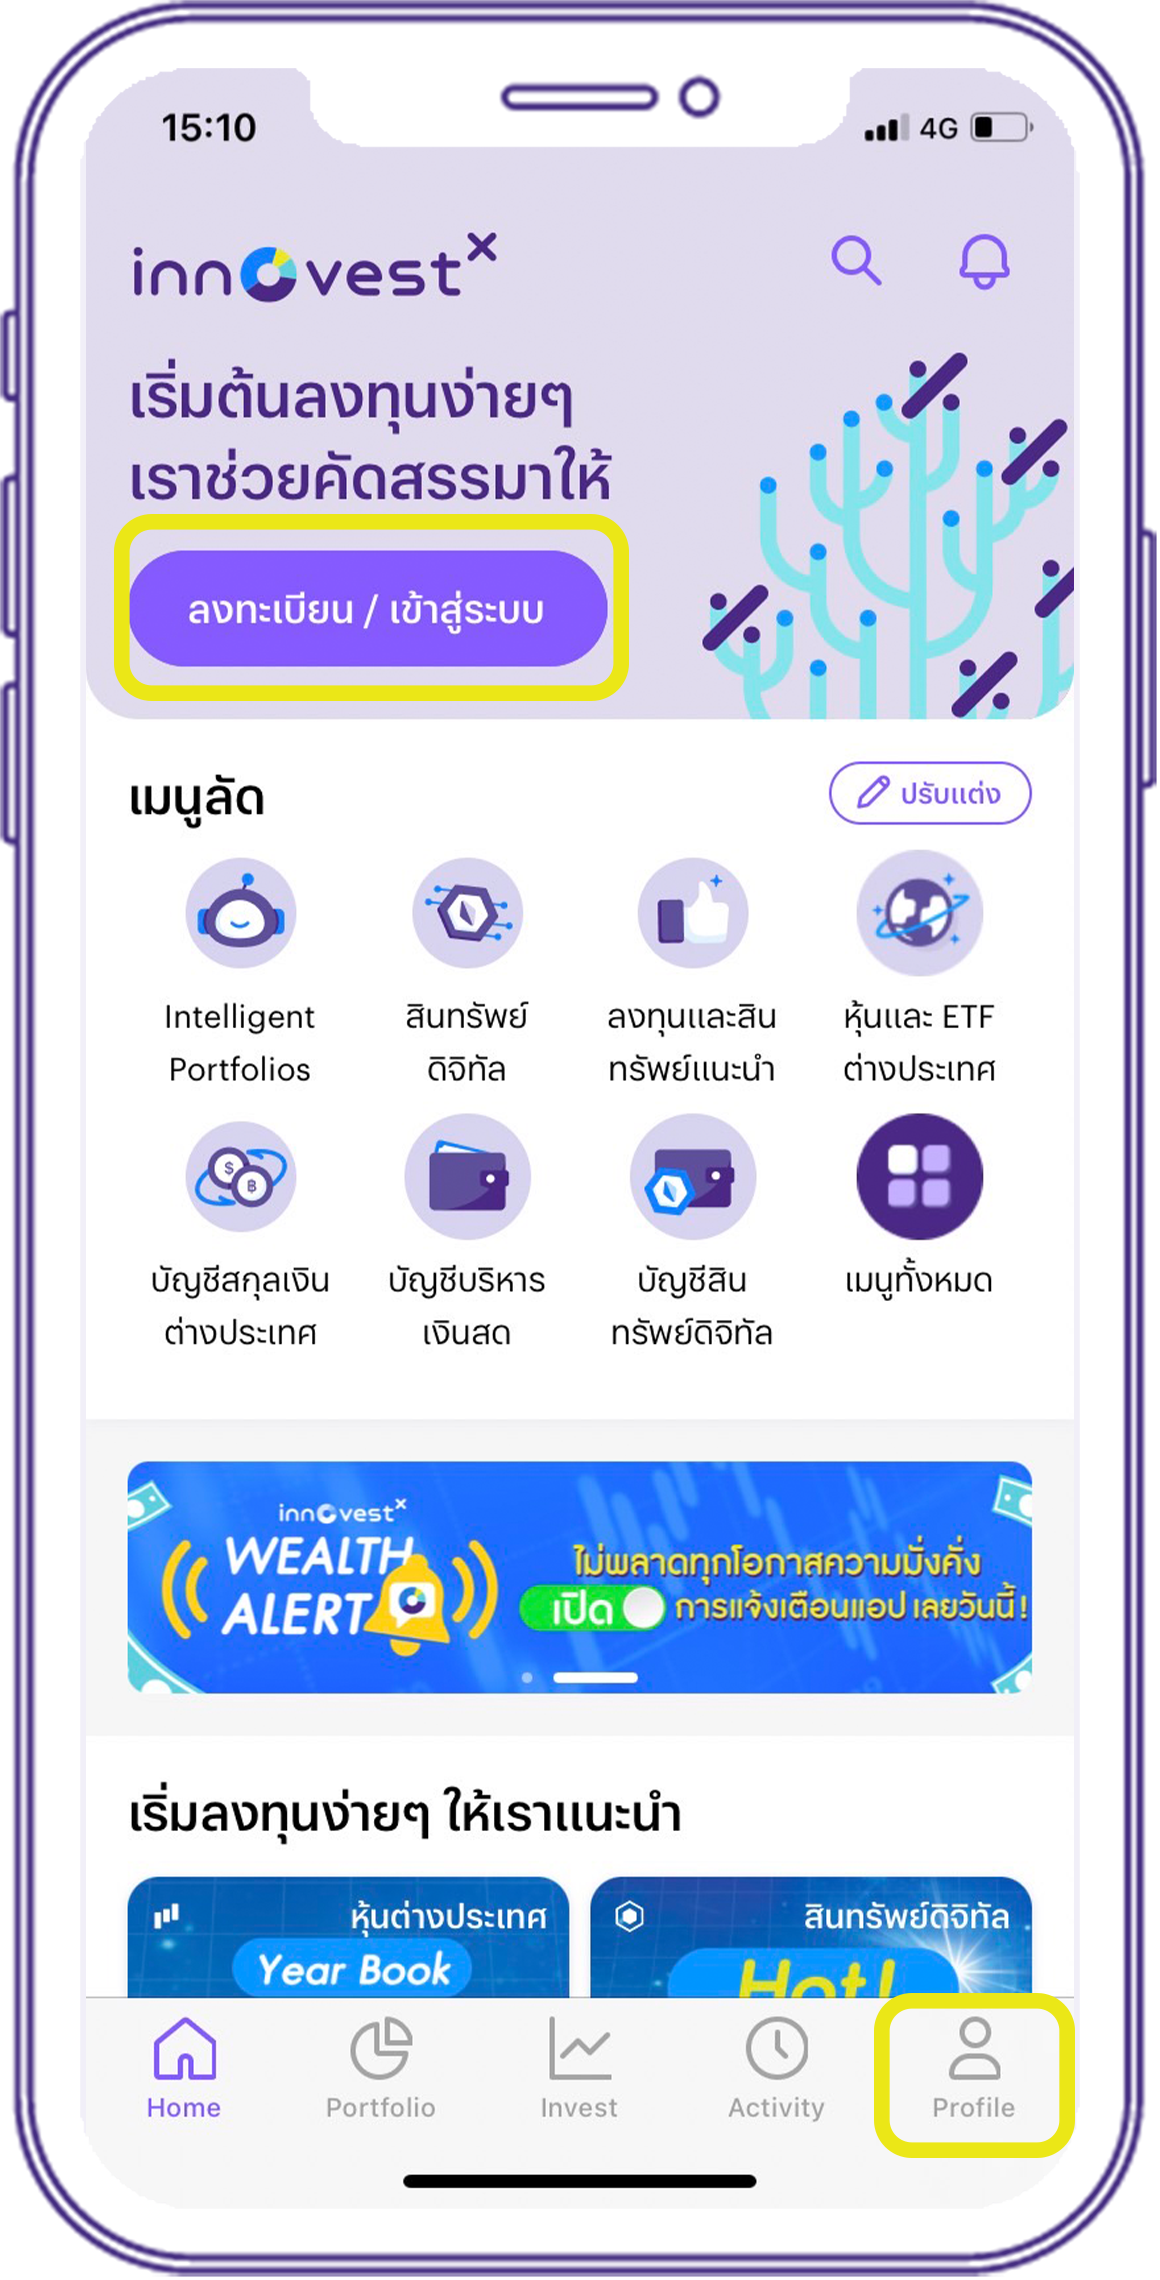 15:10
4G
innovestx
เริ่มต้นลงทุนง่ายๆ
เราช่วยคัดสรรมาให้
ลงทะเบียน / เข้าสู่ระบบ
เมนูลัด
ปรับแต่ง
Intelligent
Portfolios
สินทรัพย์
ดิจิทัล
ลงทุนและสิน
ทรัพย์แนะนำ
หุ้นและ ETF
ต่างประเทศ
บัญชีสกุลเงิน
ต่างประเทศ
บัญชีบริหาร
เงินสด
บัญชีสิน
ทรัพย์ดิจิทัล
เมนูทั้งหมด
innovestx
WEALTH
ALERT
ไม่พลาดทุกโอกาสความมั่งคั่ง
เปิด การแจ้งเตือนแอป เลยวันนี้!
เริ่มลงทุนง่ายๆ ให้เราแนะนำ
หุ้นต่างประเทศ
Year Book
สินทรัพย์ดิจิทัล
Hot!
Home
Portfolio
Invest
Activity
Profile